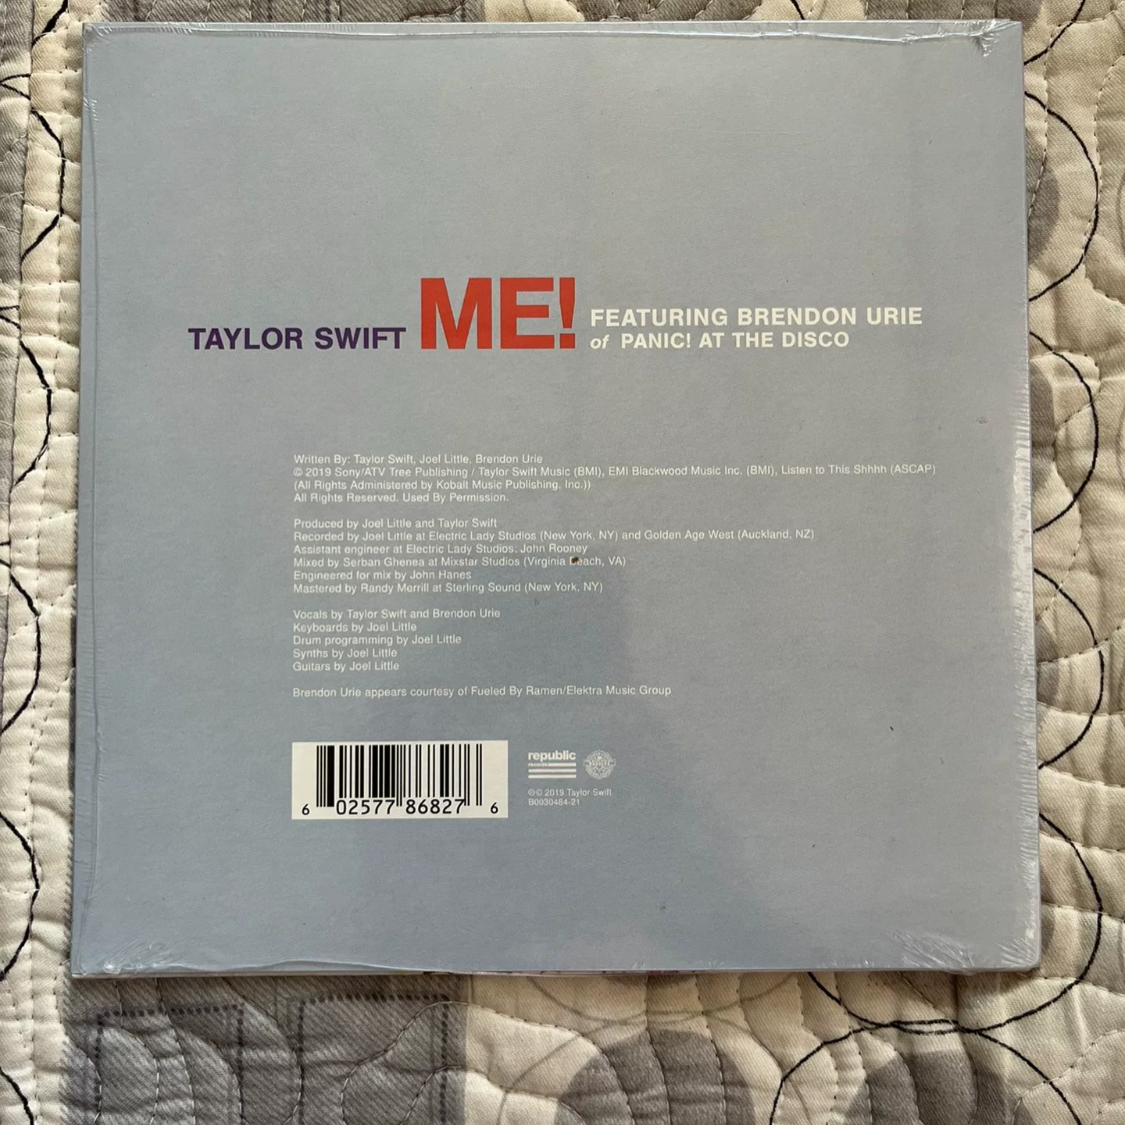 TAYLOR SWIFT ME! FEATURING BRENDON URIE
of PANIC! AT THE DISCO
Written By: Taylor Swift, Joel Little, Brendon Urie
© 2019 Sony/ATV Tree Publishing / Taylor Swift Music (BMI), EMI Blackwood Music Inc. (BMI), Listen to This Shhhh (ASCAP)
(All Rights Administered by Kobalt Music Publishing, Inc.))
All Rights Reserved. Used By Permission.
Produced by Joel Little and Taylor Swift
Recorded by Joel Little at Electric Lady Studios (New York, NY) and Golden Age West (Auckland, NZ)
Assistant engineer at Electric Lady Studios: John Rooney
Mixed by Serban Ghenea at Mixstar Studios (Virginia Beach, VA)
Engineered for mix by John Hanes
Mastered by Randy Merrill at Sterling Sound (New York, NY)
Vocals by Taylor Swift and Brendon Urie
Keyboards by Joel Little
Drum programming by Joel Little
Synths by Joel Little
Guitars by Joel Little
Brendon Urie appears courtesy of Fueled By Ramen/Elektra Music Group
6 02577 86827 6
republic
℗© 2019 Taylor Swift
B0030484-21